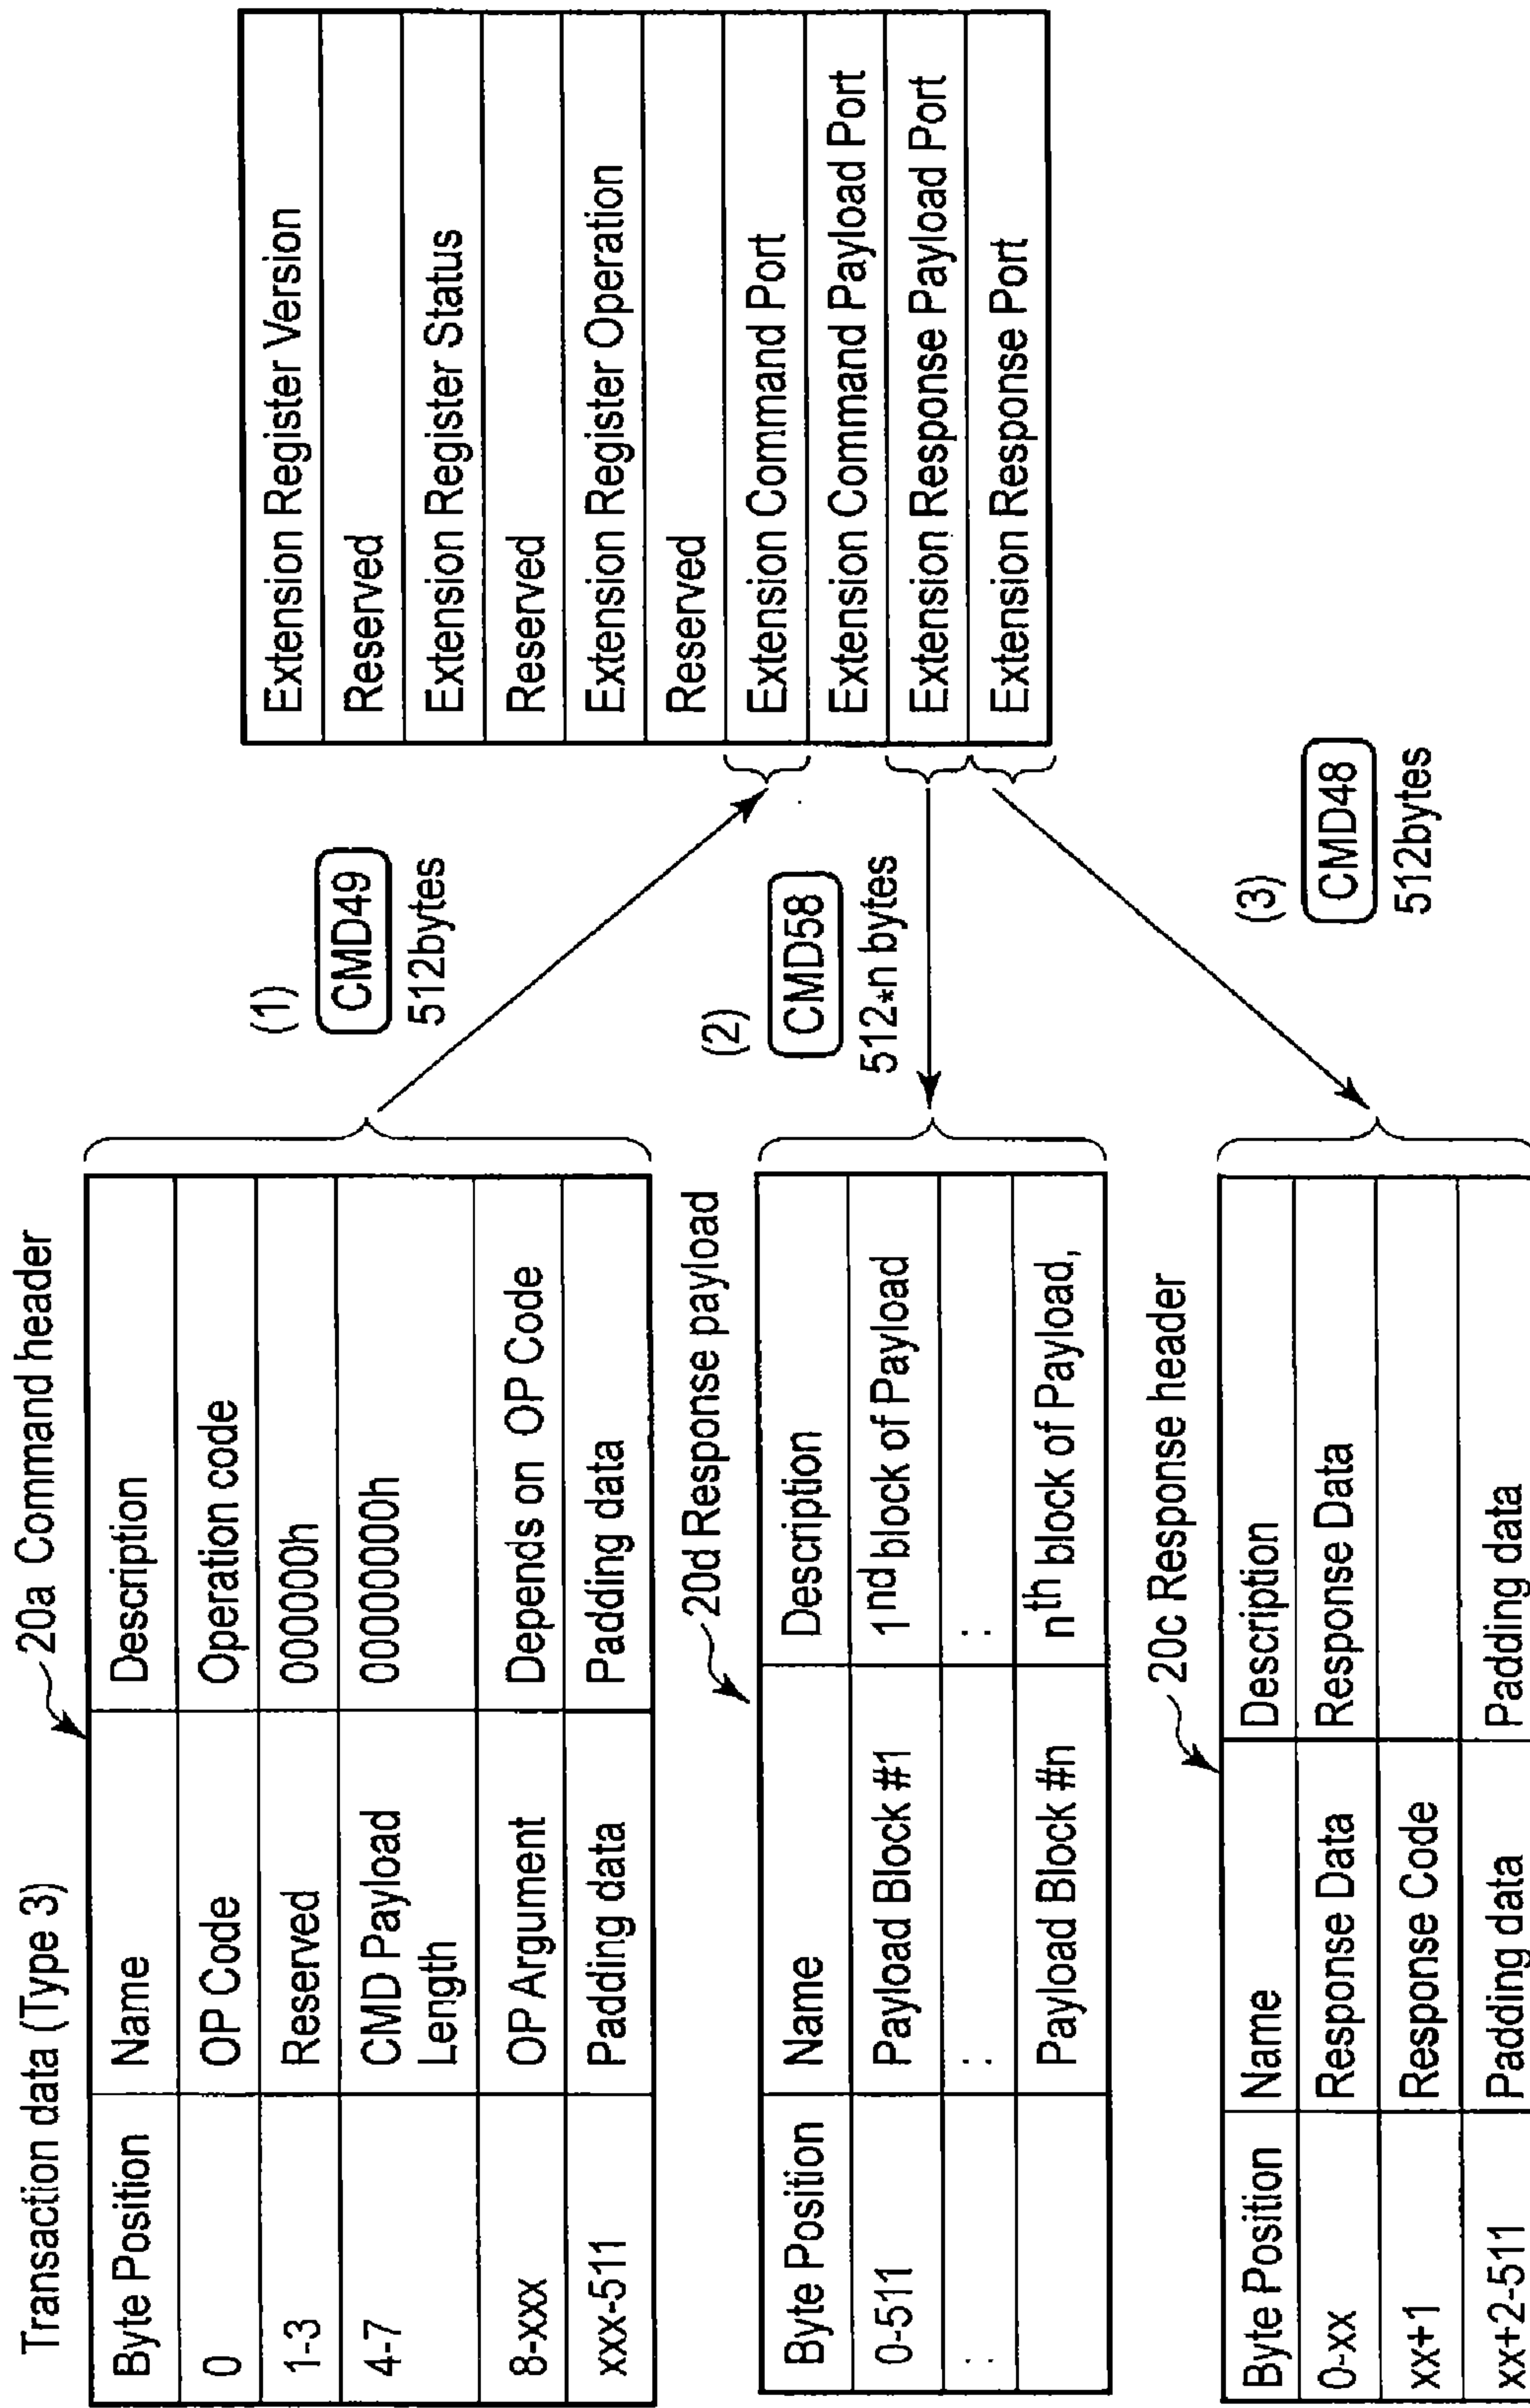 Transaction data (Type 3)
20a Command header
Byte Position Name Description
0 OP Code Operation code
1-3 Reserved 000000h
4-7 CMD Payload Length 00000000h
8-xxx OP Argument Depends on OP Code
xxx-511 Padding data Padding data
20d Response payload
Byte Position Name Description
0-511 Payload Block #1 1nd block of Payload
: : :
Payload Block #n nth block of Payload,
20c Response header
Byte Position Name Description
0-xx Response Data Response Data
xx+1 Response Code
xx+2-511 Padding data Padding data
(1)
CMD49
512bytes
(2)
CMD58
512*n bytes
(3)
CMD48
512bytes
Extension Register Version
Reserved
Extension Register Status
Reserved
Extension Register Operation
Reserved
Extension Command Port
Extension Command Payload Port
Extension Response Payload Port
Extension Response Port